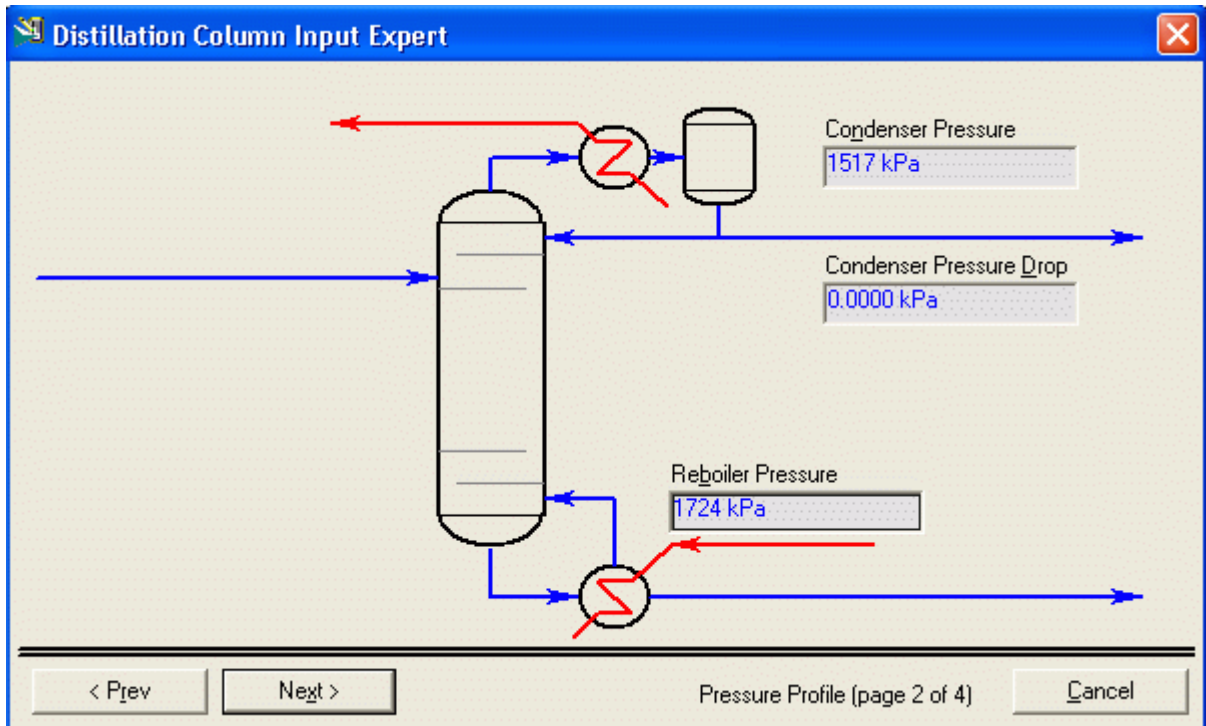 Distillation Column Input Expert
Condenser Pressure
1517 kPa
Condenser Pressure Drop
0.0000 kPa
Reboiler Pressure
1724 kPa
< Prev
Next >
Pressure Profile (page 2 of 4)
Cancel